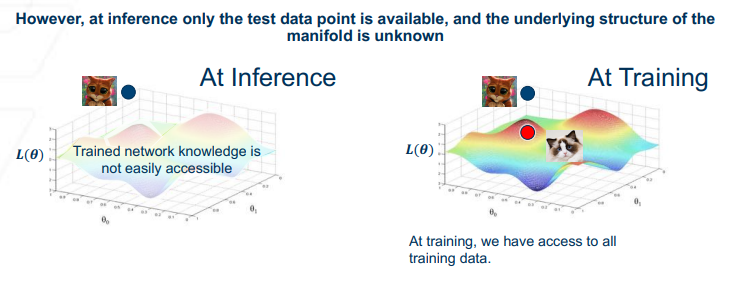 However, at inference only the test data point is available, and the underlying structure of the
manifold is unknown
At Inference
At Training
L(θ)
Trained network knowledge is
not easily accessible
θ₀
θ₁
L(θ)
θ₀
θ₁
At training, we have access to all
training data.